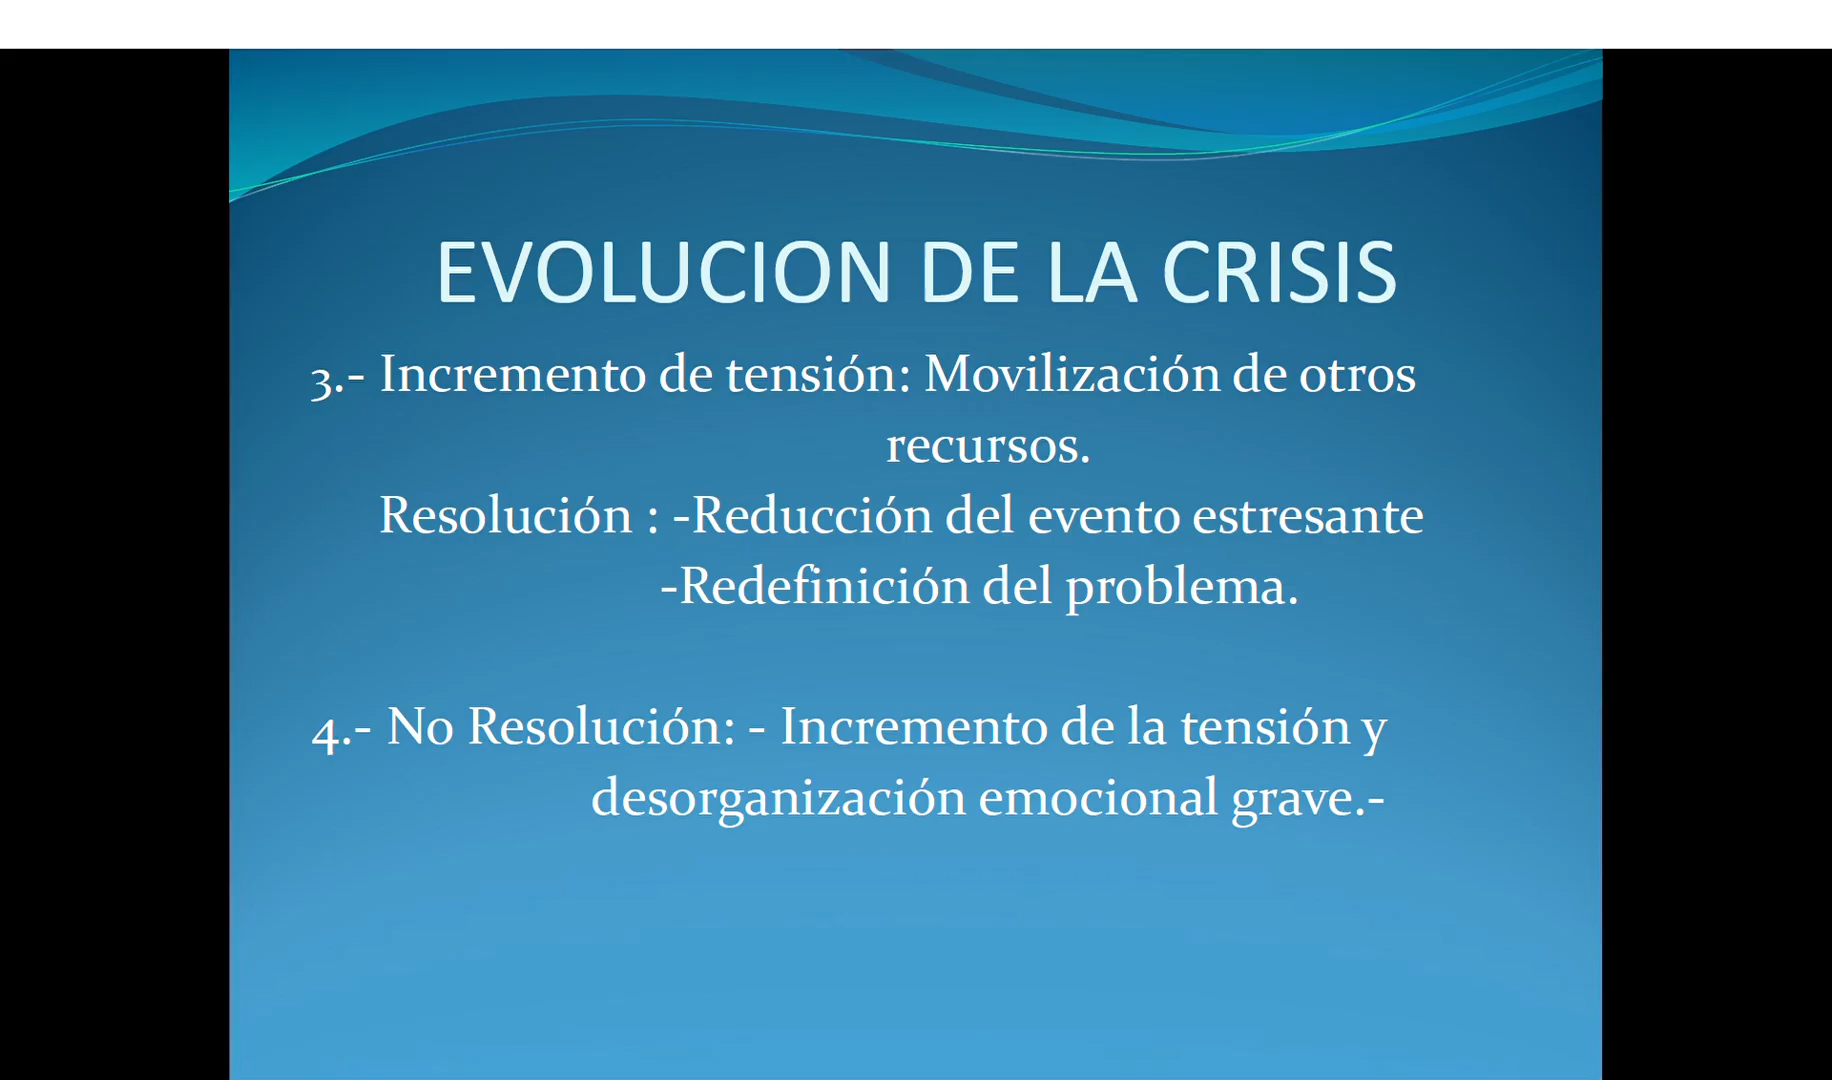 EVOLUCION DE LA CRISIS
3.- Incremento de tensión: Movilización de otros
recursos.
Resolución : -Reducción del evento estresante
-Redefinición del problema.
4.- No Resolución: - Incremento de la tensión y
desorganización emocional grave.-